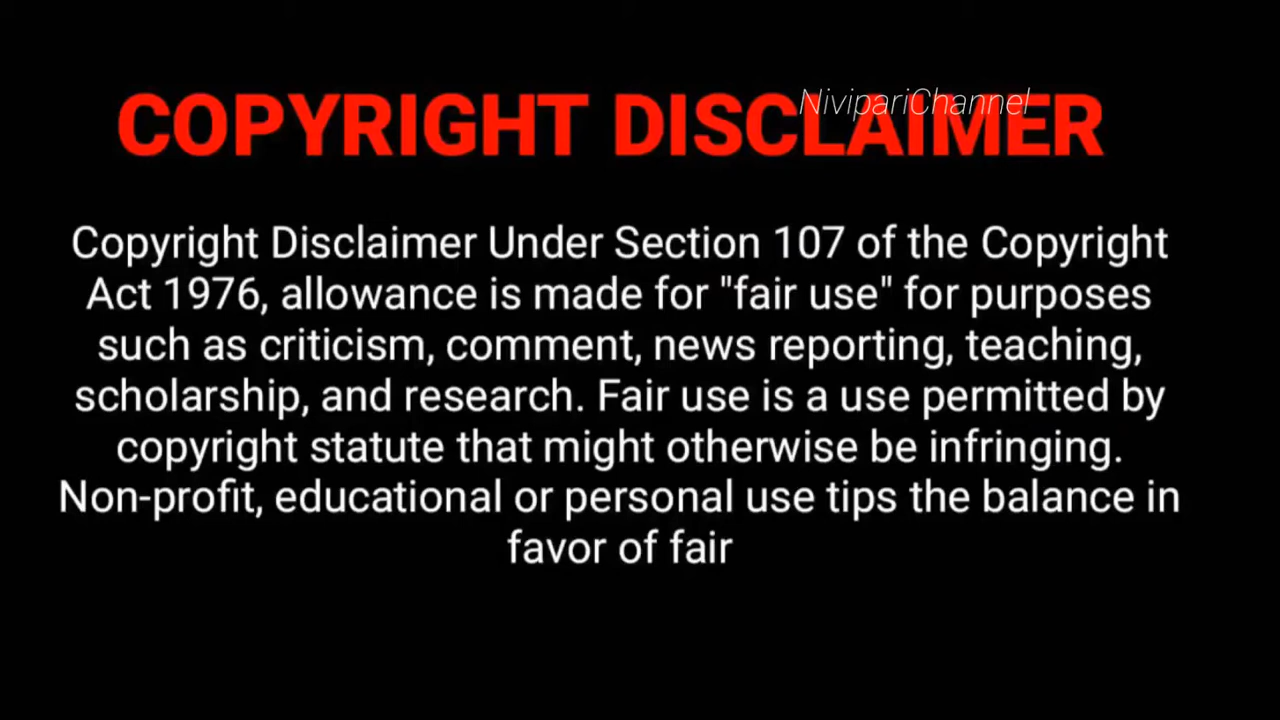 NivipariChannel
COPYRIGHT DISCLAIMER
Copyright Disclaimer Under Section 107 of the Copyright
Act 1976, allowance is made for "fair use" for purposes
such as criticism, comment, news reporting, teaching,
scholarship, and research. Fair use is a use permitted by
copyright statute that might otherwise be infringing.
Non-profit, educational or personal use tips the balance in
favor of fair